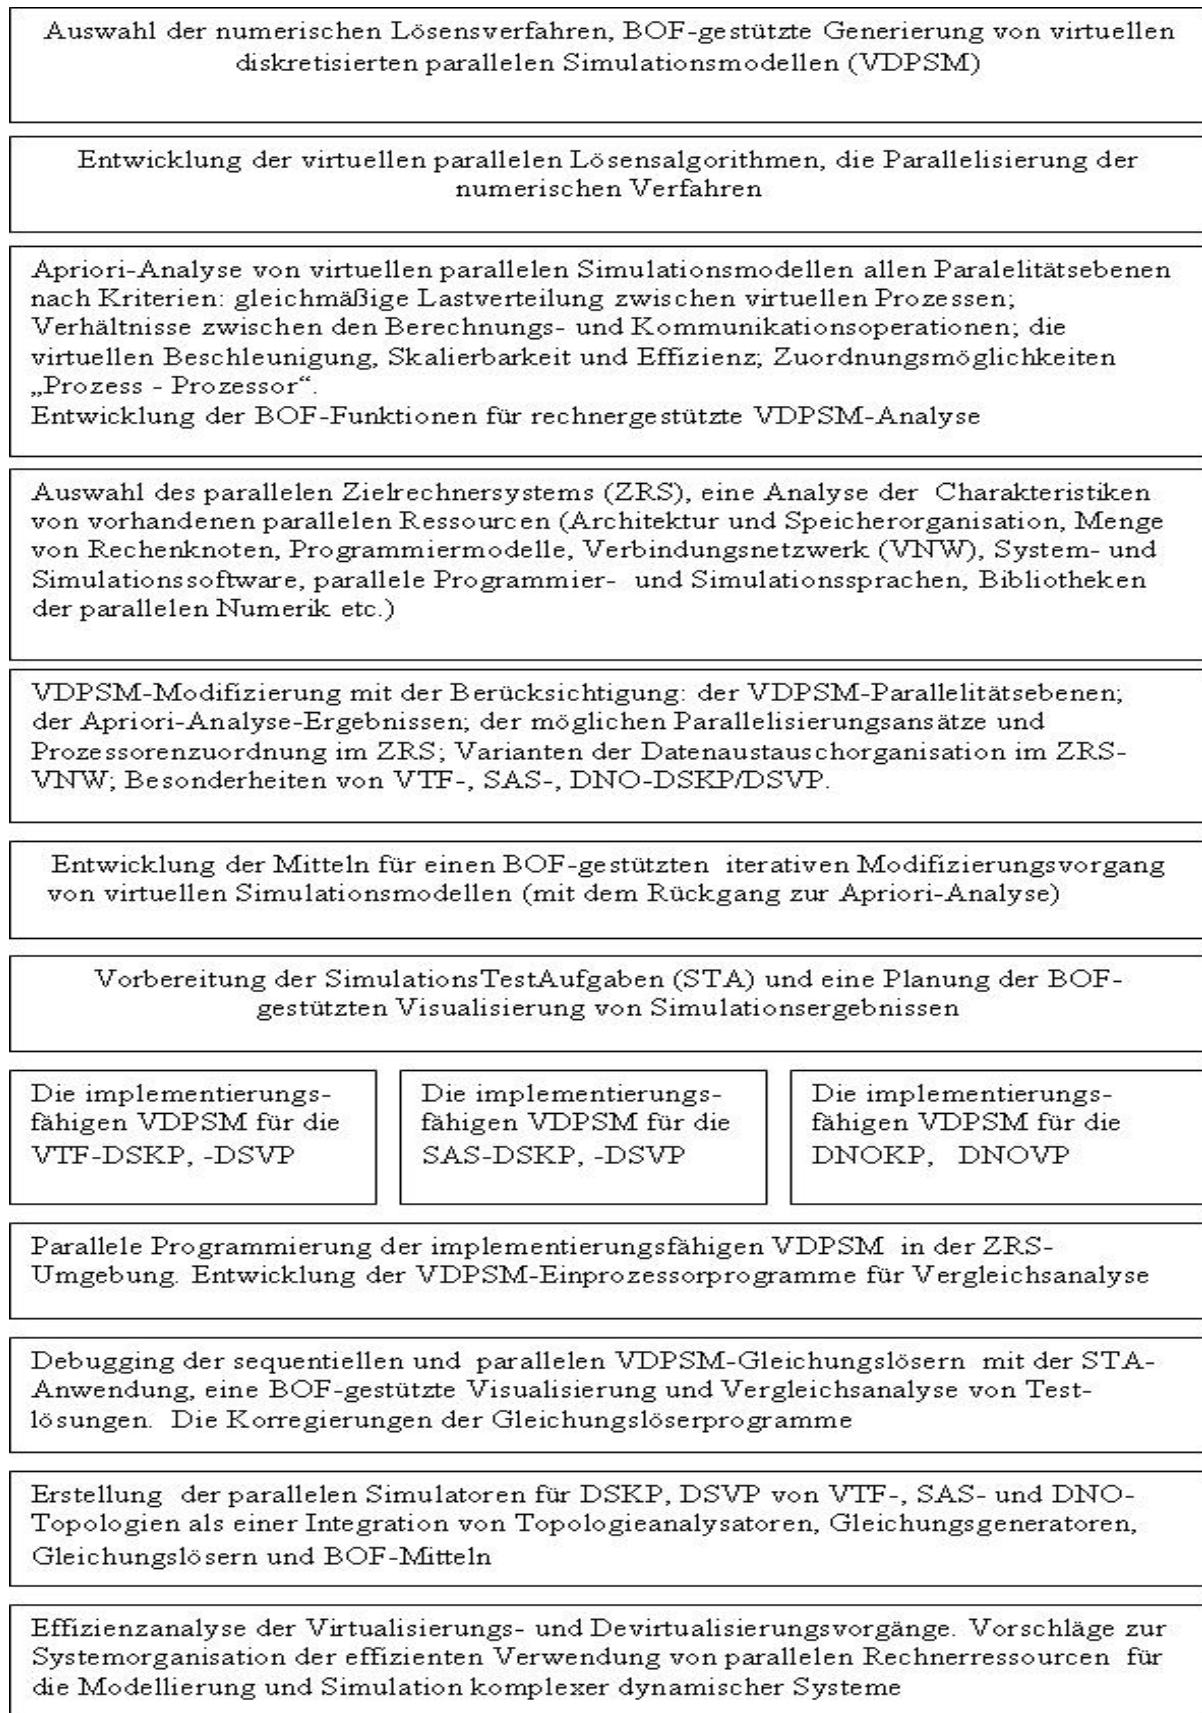 Auswahl der numerischen Lösensverfahren, BOF-gestützte Generierung von virtuellen
diskretisierten parallelen Simulationsmodellen (VDPSM)
Entwicklung der virtuellen parallelen Lösensalgorithmen, die Parallelisierung der
numerischen Verfahren
Apriori-Analyse von virtuellen parallelen Simulationsmodellen allen Paralelitätsebenen
nach Kriterien: gleichmäßige Lastverteilung zwischen virtuellen Prozessen;
Verhältnisse zwischen den Berechnungs- und Kommunikationsoperationen; die
virtuellen Beschleunigung, Skalierbarkeit und Effizienz; Zuordnungsmöglichkeiten
„Prozess - Prozessor“.
Entwicklung der BOF-Funktionen für rechnergestützte VDPSM-Analyse
Auswahl des parallelen Zielrechnersystems (ZRS), eine Analyse der Charakteristiken
von vorhandenen parallelen Ressourcen (Architektur und Speicherorganisation, Menge
von Rechenknoten, Programmiermodelle, Verbindungsnetzwerk (VNW), System- und
Simulationssoftware, parallele Programmier- und Simulationssprachen, Bibliotheken
der parallelen Numerik etc.)
VDPSM-Modifizierung mit der Berücksichtigung: der VDPSM-Parallelitätsebenen;
der Apriori-Analyse-Ergebnissen; der möglichen Parallelisierungsansätze und
Prozessorenzuordnung im ZRS; Varianten der Datenaustauschorganisation im ZRS-
VNW; Besonderheiten von VTF-, SAS-, DNO-DSKP/DSVP.
Entwicklung der Mitteln für einen BOF-gestützten iterativen Modifizierungsvorgang
von virtuellen Simulationsmodellen (mit dem Rückgang zur Apriori-Analyse)
Vorbereitung der SimulationsTestAufgaben (STA) und eine Planung der BOF-
gestützten Visualisierung von Simulationsergebnissen
Die implementierungs-
fähigen VDPSM für die
VTF-DSKP, -DSVP
Die implementierungs-
fähigen VDPSM für die
SAS-DSKP, -DSVP
Die implementierungs-
fähigen VDPSM für die
DNOKP, DNOVP
Parallele Programmierung der implementierungsfähigen VDPSM in der ZRS-
Umgebung. Entwicklung der VDPSM-Einprozessorprogramme für Vergleichsanalyse
Debugging der sequentiellen und parallelen VDPSM-Gleichungslösern mit der STA-
Anwendung, eine BOF-gestützte Visualisierung und Vergleichsanalyse von Test-
lösungen. Die Korregierungen der Gleichungslöserprogramme
Erstellung der parallelen Simulatoren für DSKP, DSVP von VTF-, SAS- und DNO-
Topologien als einer Integration von Topologieanalysatoren, Gleichungsgeneratoren,
Gleichungslösern und BOF-Mitteln
Effizienzanalyse der Virtualisierungs- und Devirtualisierungsvorgänge. Vorschläge zur
Systemorganisation der effizienten Verwendung von parallelen Rechnerressourcen für
die Modellierung und Simulation komplexer dynamischer Systeme